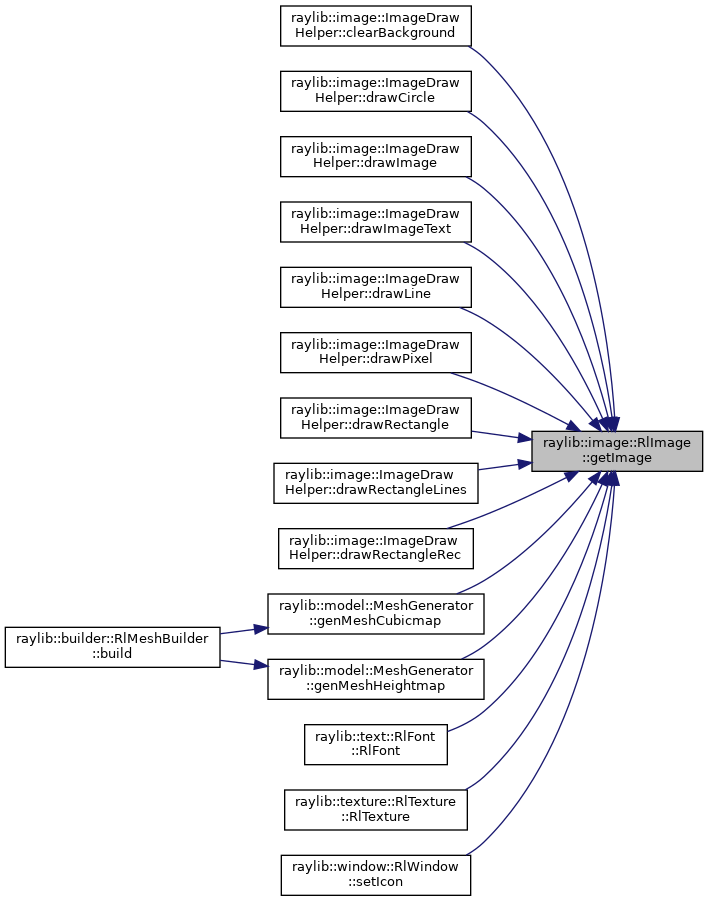 raylib::image::ImageDraw
Helper::clearBackground
raylib::image::ImageDraw
Helper::drawCircle
raylib::image::ImageDraw
Helper::drawImage
raylib::image::ImageDraw
Helper::drawImageText
raylib::image::ImageDraw
Helper::drawLine
raylib::image::ImageDraw
Helper::drawPixel
raylib::image::ImageDraw
Helper::drawRectangle
raylib::image::RlImage
::getImage
raylib::image::ImageDraw
Helper::drawRectangleLines
raylib::image::ImageDraw
Helper::drawRectangleRec
raylib::model::MeshGenerator
::genMeshCubicmap
raylib::builder::RlMeshBuilder
::build
raylib::model::MeshGenerator
::genMeshHeightmap
raylib::text::RlFont
::RlFont
raylib::texture::RlTexture
::RlTexture
raylib::window::RlWindow
::setIcon